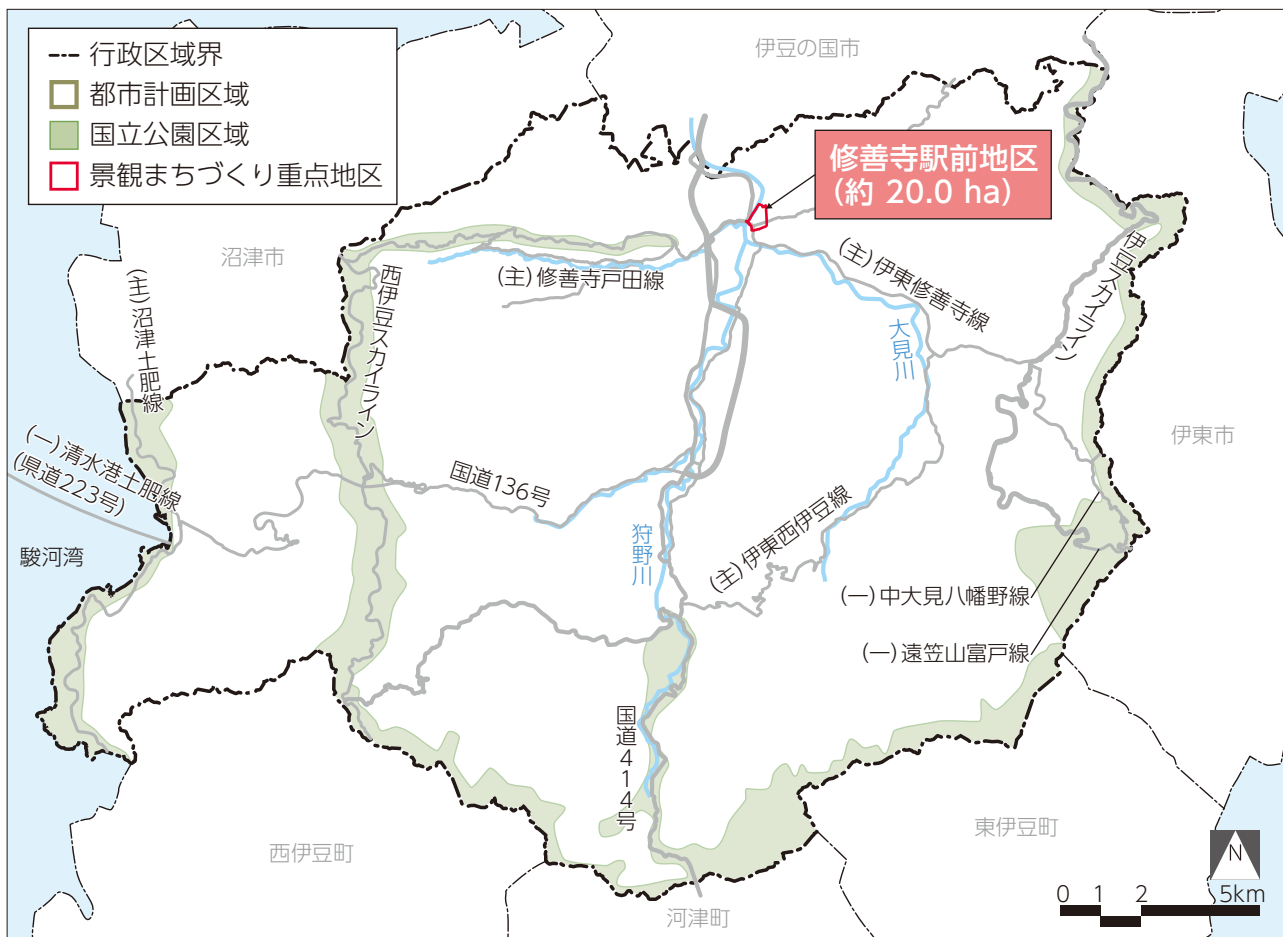 行政区域界
都市計画区域
国立公園区域
景観まちづくり重点地区
伊豆の国市
修善寺駅前地区
(約 20.0 ha)
沼津市
(主)沼津土肥線
西伊豆スカイライン
(主)修善寺戸田線
(主)伊東修善寺線
伊豆スカイライン
大見川
伊東市
(一)清水港土肥線
(県道223号)
国道136号
駿河湾
狩野川
(主)伊東西伊豆線
(一)中大見八幡野線
(一)遠笠山富戸線
国道414号
西伊豆町
東伊豆町
河津町
N
0 1 2 5km